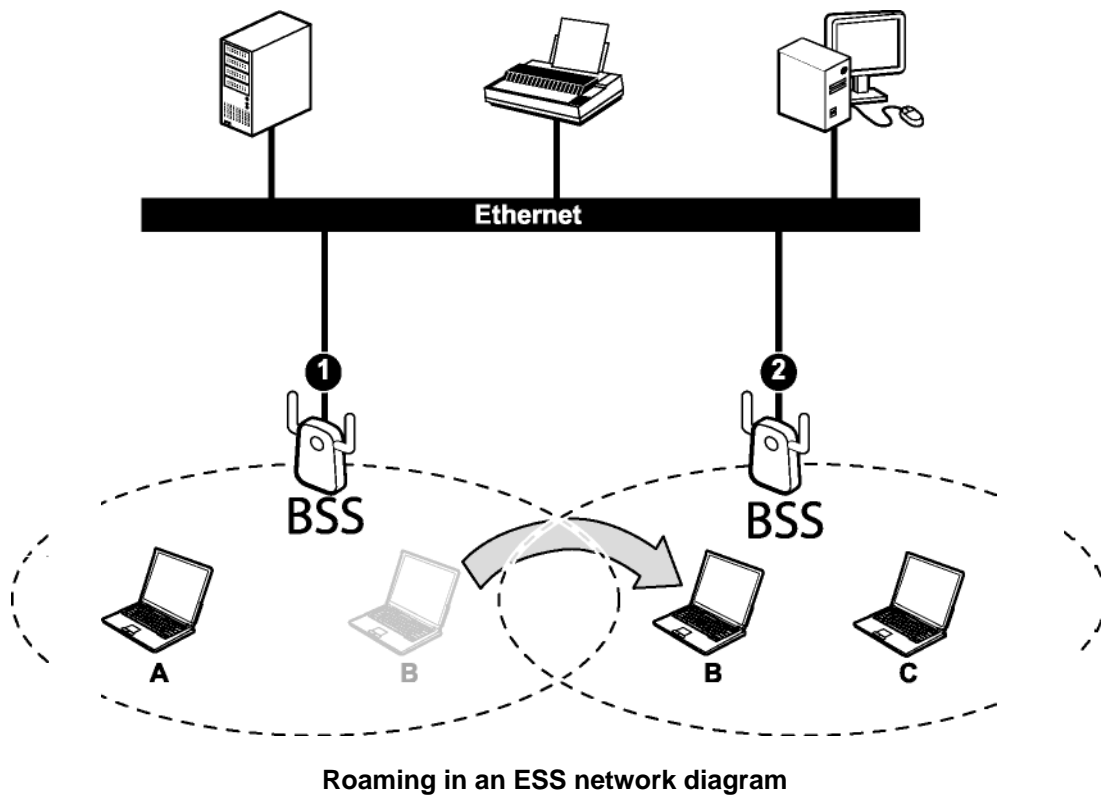 Ethernet
1
2
BSS
BSS
A
B
B
C
Roaming in an ESS network diagram